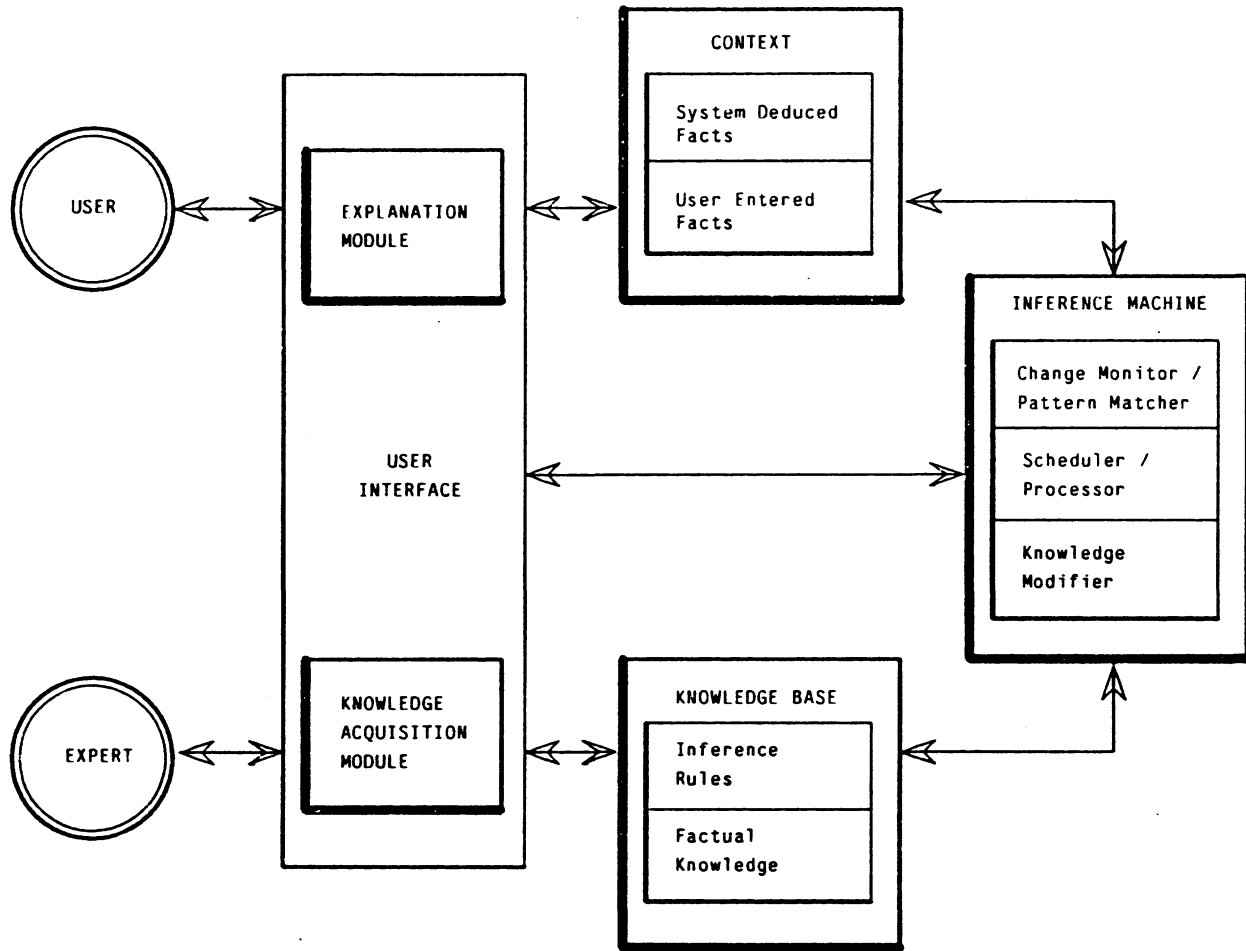 CONTEXT
System Deduced
Facts
User Entered
Facts
USER
EXPLANATION
MODULE
INFERENCE MACHINE
Change Monitor /
Pattern Matcher
Scheduler /
Processor
Knowledge
Modifier
USER
INTERFACE
EXPERT
KNOWLEDGE
ACQUISITION
MODULE
KNOWLEDGE BASE
Inference
Rules
Factual
Knowledge